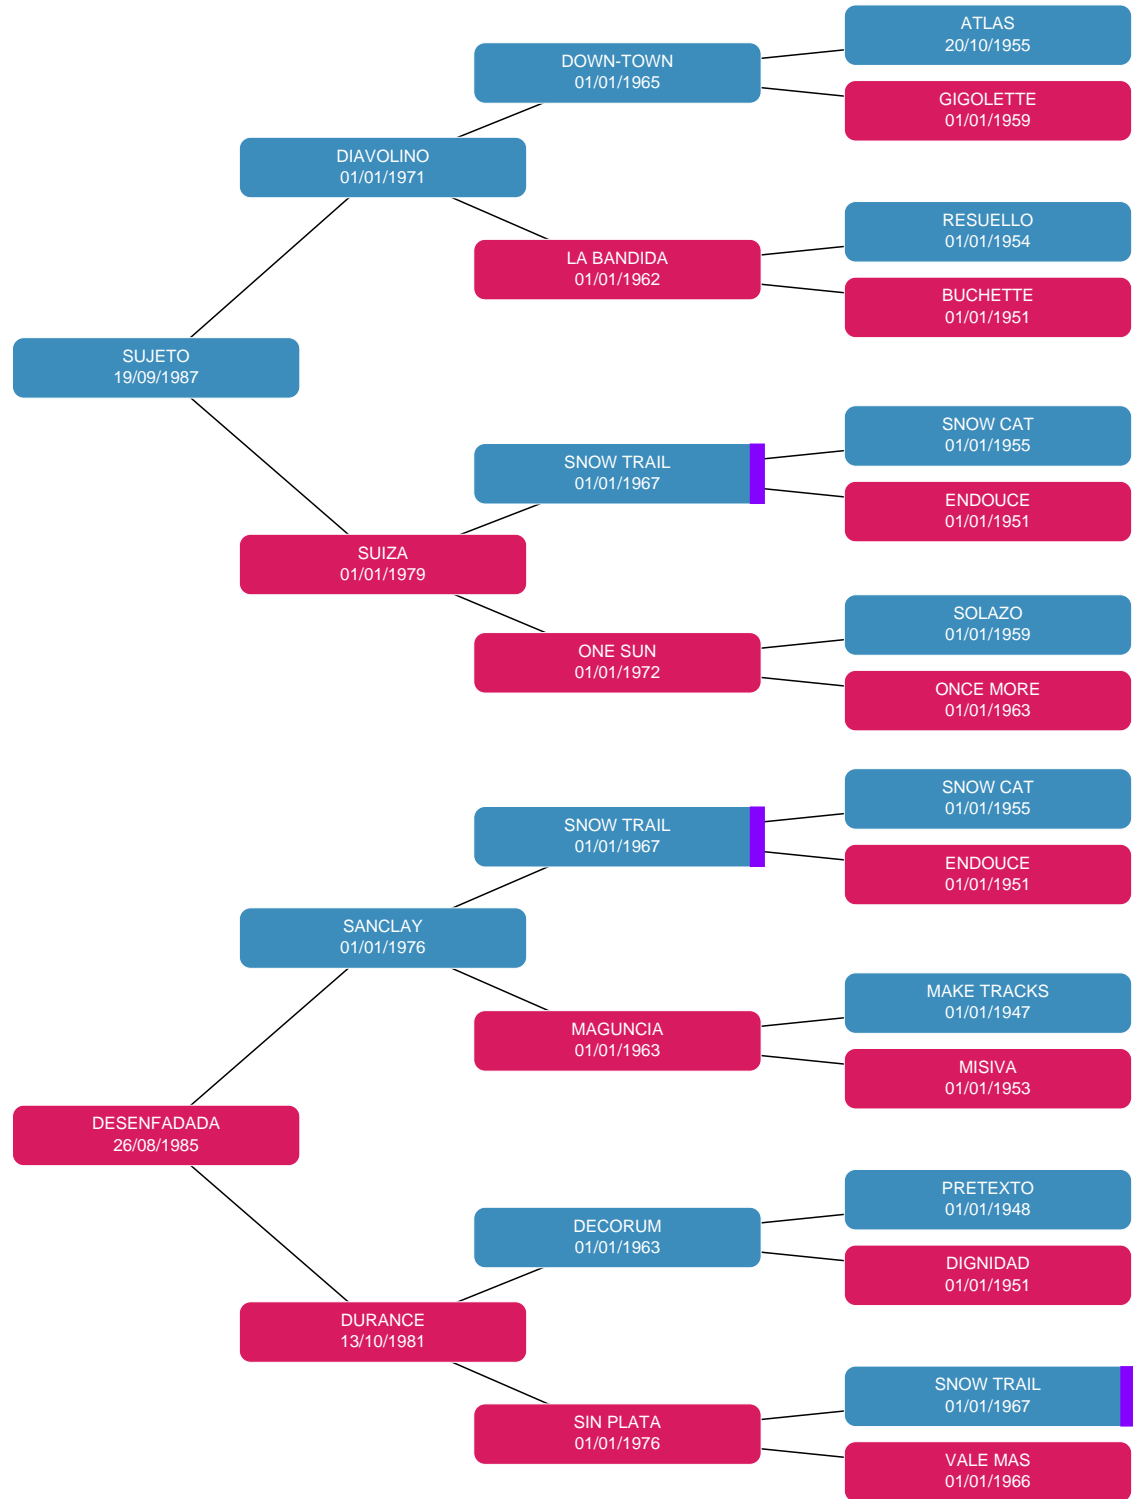 ATLAS
20/10/1955
DOWN-TOWN
01/01/1965
GIGOLETTE
01/01/1959
DIAVOLINO
01/01/1971
RESUELLO
01/01/1954
LA BANDIDA
01/01/1962
BUCHETTE
01/01/1951
SUJETO
19/09/1987
SNOW CAT
01/01/1955
SNOW TRAIL
01/01/1967
ENDOUCE
01/01/1951
SUIZA
01/01/1979
SOLAZO
01/01/1959
ONE SUN
01/01/1972
ONCE MORE
01/01/1963
SNOW CAT
01/01/1955
SNOW TRAIL
01/01/1967
ENDOUCE
01/01/1951
SANCLAY
01/01/1976
MAKE TRACKS
01/01/1947
MAGUNCIA
01/01/1963
MISIVA
01/01/1953
DESENFADADA
26/08/1985
PRETEXTO
01/01/1948
DECORUM
01/01/1963
DIGNIDAD
01/01/1951
DURANCE
13/10/1981
SNOW TRAIL
01/01/1967
SIN PLATA
01/01/1976
VALE MAS
01/01/1966